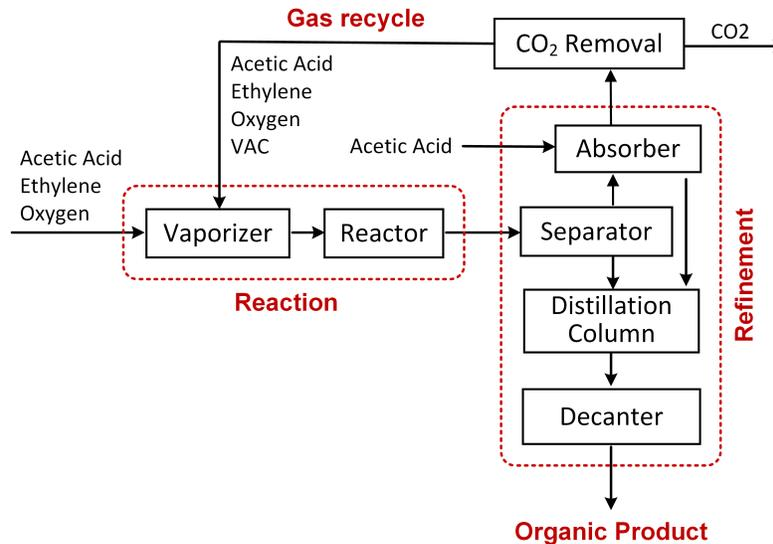 Gas recycle
CO₂ Removal
CO2
Acetic Acid
Ethylene
Oxygen
VAC
Acetic Acid
Absorber
Acetic Acid
Ethylene
Oxygen
Vaporizer
Reactor
Separator
Reaction
Distillation
Column
Refinement
Decanter
Organic Product